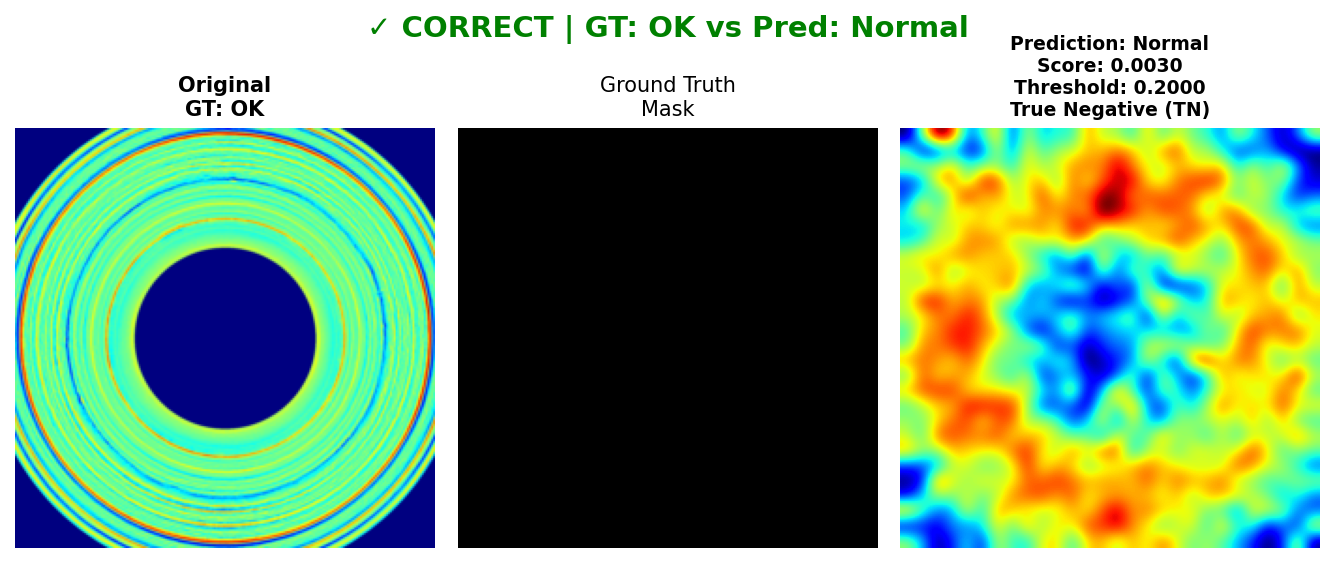 ✓ CORRECT | GT: OK vs Pred: Normal
Original
GT: OK
Ground Truth
Mask
Prediction: Normal
Score: 0.0030
Threshold: 0.2000
True Negative (TN)